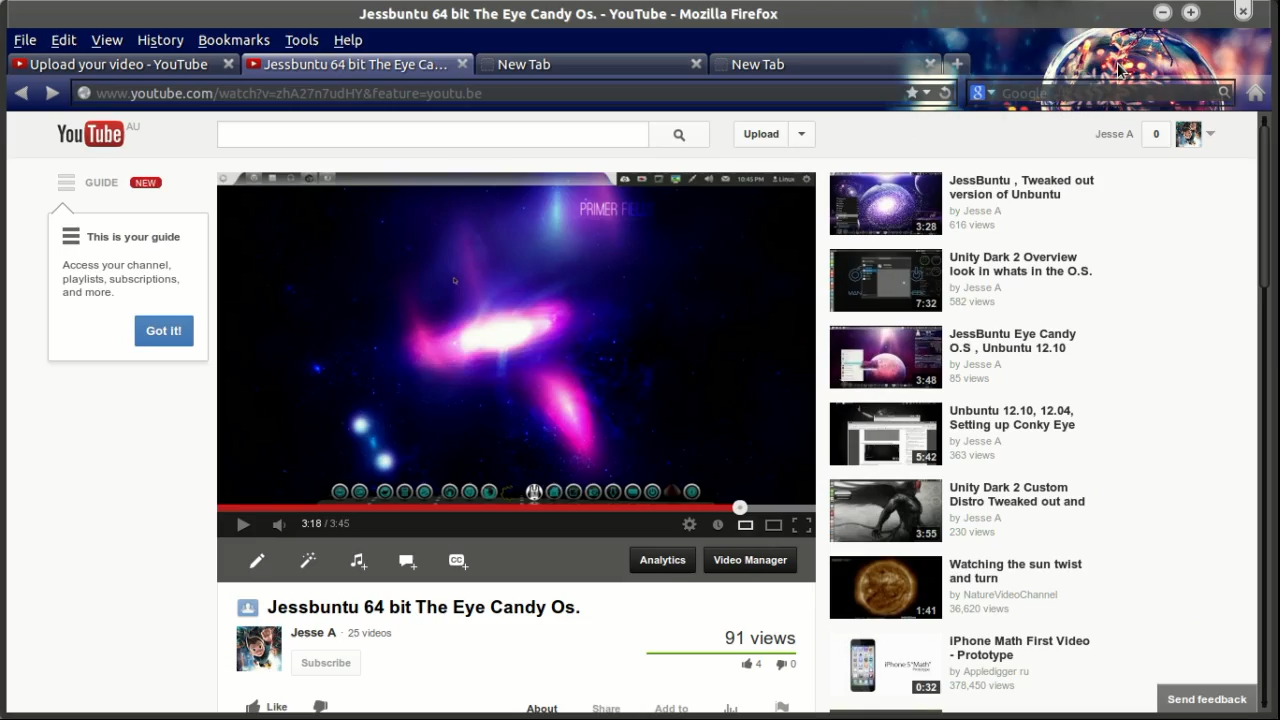 Jessbuntu 64 bit The Eye Candy Os. - YouTube - Mozilla Firefox
File Edit View History Bookmarks Tools Help
Upload your video - YouTube
Jessbuntu 64 bit The Eye Ca...
New Tab
New Tab
Google
YouTube AU
Upload
Jesse A
0
GUIDE NEW
This is your guide
Access your channel,
playlists, subscriptions,
and more.
Got it!
10:45 PM Linux
PRIMER
3:18 / 3:45
CC
Analytics
Video Manager
Jessbuntu 64 bit The Eye Candy Os.
Jesse A · 25 videos
Subscribe
91 views
4 0
Like
About
Share
Add to
3:28
JessBuntu , Tweaked out
version of Unbuntu
by Jesse A
616 views
7:32
Unity Dark 2 Overview
look in whats in the O.S.
by Jesse A
582 views
3:48
JessBuntu Eye Candy
O.S , Unbuntu 12.10
by Jesse A
85 views
5:42
Unbuntu 12.10, 12.04,
Setting up Conky Eye
by Jesse A
363 views
3:55
Unity Dark 2 Custom
Distro Tweaked out and
by Jesse A
230 views
1:41
Watching the sun twist
and turn
by NatureVideoChannel
36,620 views
iPhone 5"Math"
0:32
iPhone Math First Video
- Prototype
by Appledigger ru
378,450 views
Send feedback